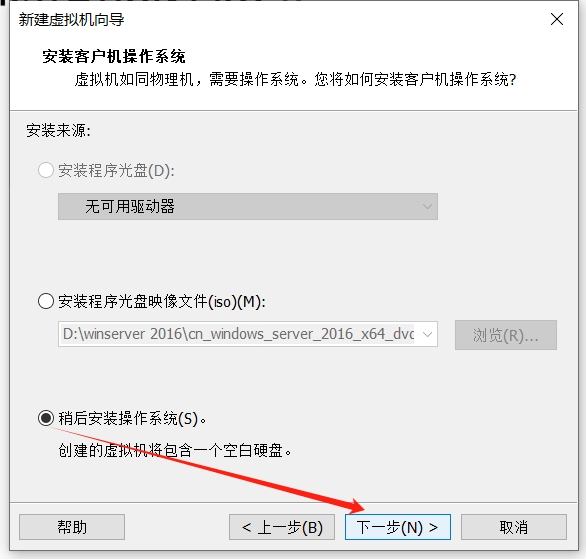 新建虚拟机向导
安装客户机操作系统
虚拟机如同物理机，需要操作系统。您将如何安装客户机操作系统?
安装来源:
安装程序光盘(D):
无可用驱动器
安装程序光盘映像文件(iso)(M):
D:\winserver 2016\cn_windows_server_2016_x64_dvd
浏览(R)...
稍后安装操作系统(S)。
创建的虚拟机将包含一个空白硬盘。
帮助
< 上一步(B)
下一步(N) >
取消